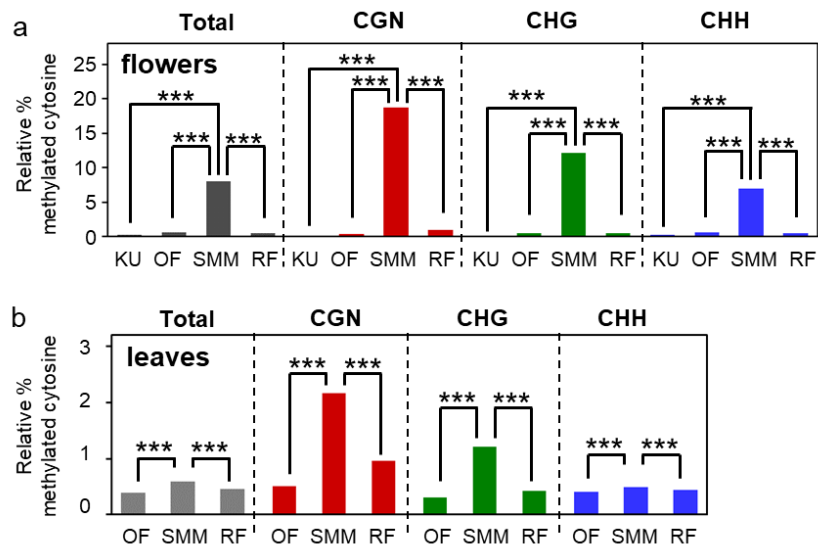 a
Total CGN CHG CHH
flowers
Relative %
methylated cytosine
25
20
15
10
5
0
*** *** ***
*** *** ***
*** *** ***
*** *** ***
KU OF SMM RF KU OF SMM RF KU OF SMM RF KU OF SMM RF
b
Total CGN CHG CHH
leaves
Relative %
methylated cytosine
3
2
1
0
*** ***
*** ***
*** ***
*** ***
OF SMM RF OF SMM RF OF SMM RF OF SMM RF